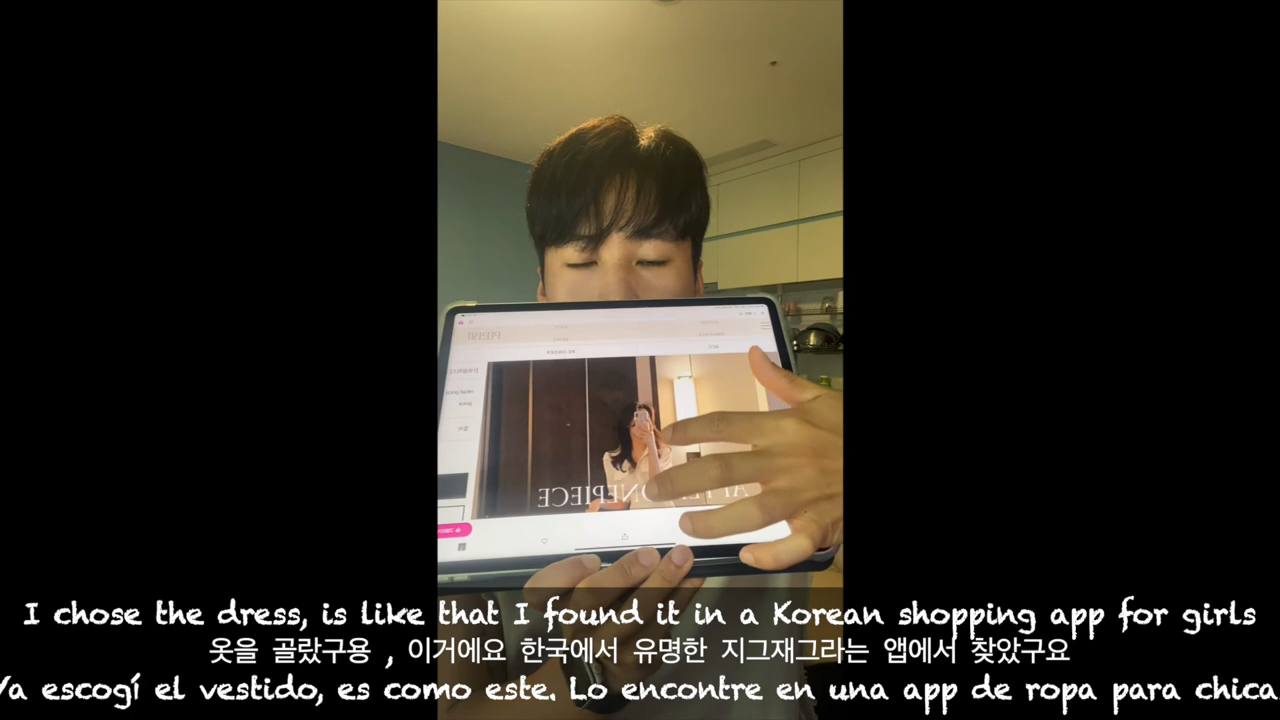 ONEPIECE
I chose the dress, is like that I found it in a Korean shopping app for girls
옷을 골랐구용 , 이거에요 한국에서 유명한 지그재그라는 앱에서 찾았구요
Ya escogí el vestido, es como este. Lo encontre en una app de ropa para chica